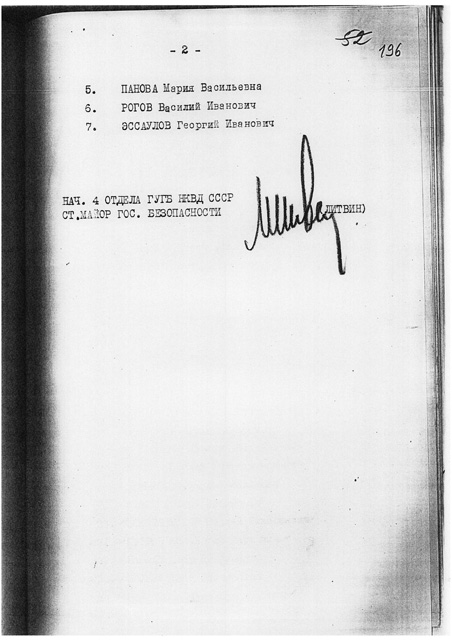 52
196
- 2 -
5. ПАНОВА Мария Васильевна
6. РОГОВ Василий Иванович
7. ЭССАУЛОВ Георгий Иванович
НАЧ. 4 ОТДЕЛА ГУГБ НКВД СССР
СТ.МАЙОР ГОС. БЕЗОПАСНОСТИ
ЛИТВИН)